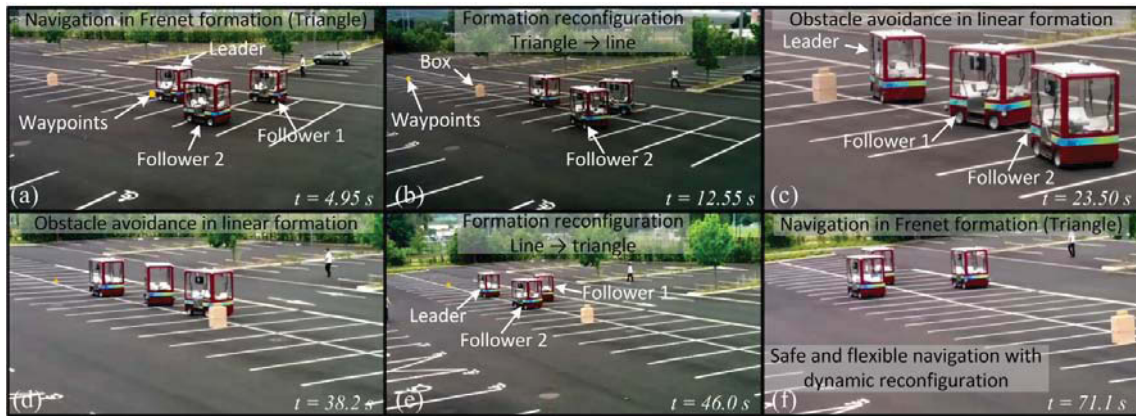 Navigation in Frenet formation (Triangle)
Leader
Waypoints
Follower 1
Follower 2
(a)
t = 4.95 s
Formation reconfiguration
Triangle → line
Box
Waypoints
Follower 2
(b)
t = 12.55 s
Obstacle avoidance in linear formation
Leader
Follower 1
Follower 2
(c)
t = 23.50 s
Obstacle avoidance in linear formation
(d)
t = 38.2 s
Formation reconfiguration
Line → triangle
Follower 1
Leader
Follower 2
(e)
t = 46.0 s
Navigation in Frenet formation (Triangle)
Safe and flexible navigation with
dynamic reconfiguration
(f)
t = 71.1 s